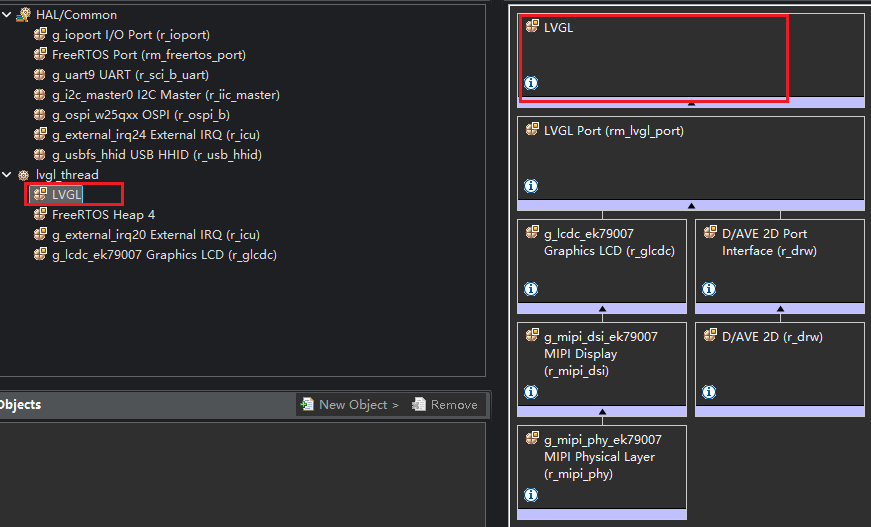 HAL/Common
g_ioport I/O Port (r_ioport)
FreeRTOS Port (rm_freertos_port)
g_uart9 UART (r_sci_b_uart)
g_i2c_master0 I2C Master (r_iic_master)
g_ospi_w25qxx OSPI (r_ospi_b)
g_external_irq24 External IRQ (r_icu)
g_usbfs_hhid USB HHID (r_usb_hhid)
lvgl_thread
LVGL
FreeRTOS Heap 4
g_external_irq20 External IRQ (r_icu)
g_lcdc_ek79007 Graphics LCD (r_glcdc)
Objects
New Object >
Remove
LVGL
LVGL Port (rm_lvgl_port)
g_lcdc_ek79007
Graphics LCD (r_glcdc)
D/AVE 2D Port
Interface (r_drw)
g_mipi_dsi_ek79007
MIPI Display
(r_mipi_dsi)
D/AVE 2D (r_drw)
g_mipi_phy_ek79007
MIPI Physical Layer
(r_mipi_phy)